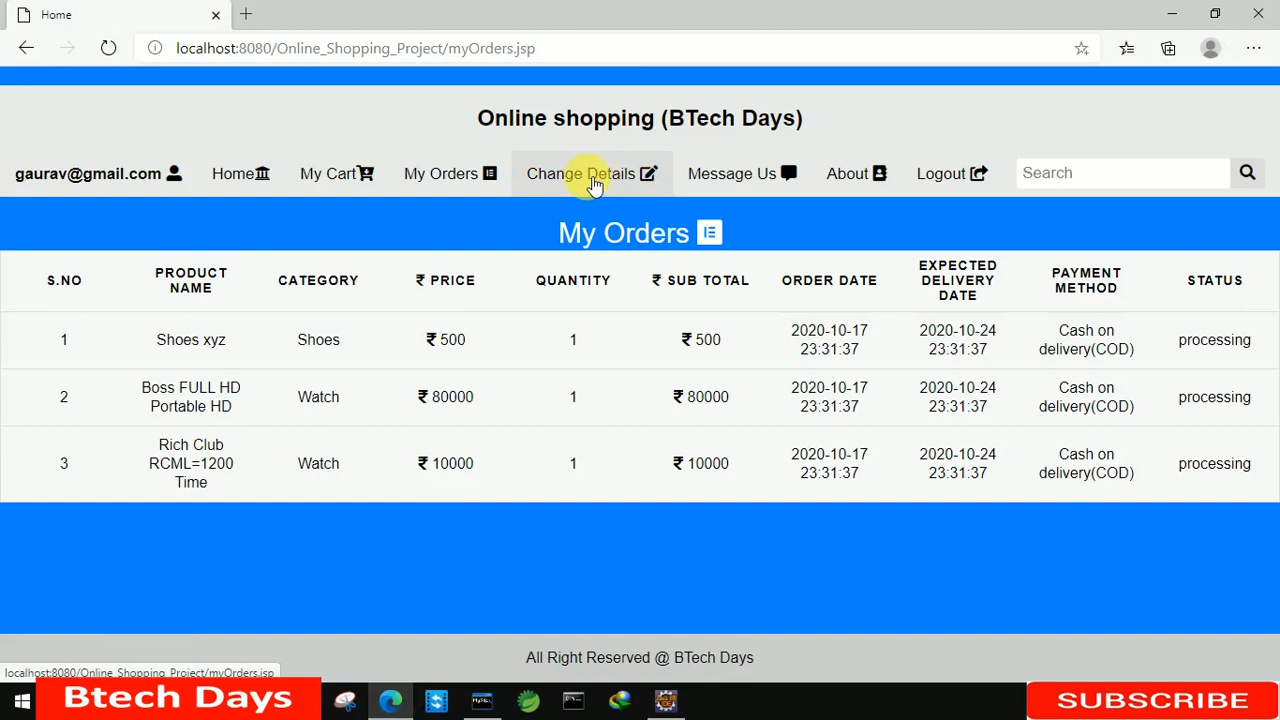 Home
localhost:8080/Online_Shopping_Project/myOrders.jsp
Online shopping (BTech Days)
gaurav@gmail.com Home My Cart My Orders Change Details Message Us About Logout Search
My Orders
S.NO PRODUCT NAME CATEGORY ₹ PRICE QUANTITY ₹ SUB TOTAL ORDER DATE EXPECTED DELIVERY DATE PAYMENT METHOD STATUS
1 Shoes xyz Shoes ₹ 500 1 ₹ 500 2020-10-17 23:31:37 2020-10-24 23:31:37 Cash on delivery(COD) processing
2 Boss FULL HD Portable HD Watch ₹ 80000 1 ₹ 80000 2020-10-17 23:31:37 2020-10-24 23:31:37 Cash on delivery(COD) processing
3 Rich Club RCML=1200 Time Watch ₹ 10000 1 ₹ 10000 2020-10-17 23:31:37 2020-10-24 23:31:37 Cash on delivery(COD) processing
All Right Reserved @ BTech Days
localhost:8080/Online_Shopping_Project/myOrders.jsp
Btech Days
SUBSCRIBE